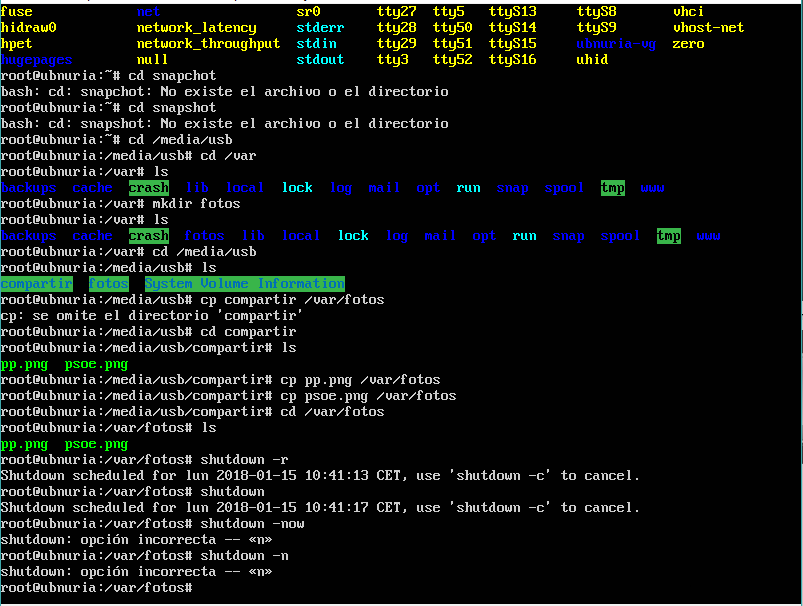 fuse net sr0 tty27 tty5 ttyS13 ttyS8 vhci
hidraw0 network_latency stderr tty28 tty50 ttyS14 ttyS9 vhost-net
hpet network_throughput stdin tty29 tty51 ttyS15 ubnuria-vg zero
hugepages null stdout tty3 tty52 ttyS16 uhid
root@ubnuria:~# cd snapchot
bash: cd: snapchot: No existe el archivo o el directorio
root@ubnuria:~# cd snapshot
bash: cd: snapshot: No existe el archivo o el directorio
root@ubnuria:~# cd /media/usb
root@ubnuria:/media/usb# cd /var
root@ubnuria:/var# ls
backups cache crash lib local lock log mail opt run snap spool tmp www
root@ubnuria:/var# mkdir fotos
root@ubnuria:/var# ls
backups cache crash fotos lib local lock log mail opt run snap spool tmp www
root@ubnuria:/var# cd /media/usb
root@ubnuria:/media/usb# ls
compartir fotos System Volume Information
root@ubnuria:/media/usb# cp compartir /var/fotos
cp: se omite el directorio 'compartir'
root@ubnuria:/media/usb# cd compartir
root@ubnuria:/media/usb/compartir# ls
pp.png psoe.png
root@ubnuria:/media/usb/compartir# cp pp.png /var/fotos
root@ubnuria:/media/usb/compartir# cp psoe.png /var/fotos
root@ubnuria:/media/usb/compartir# cd /var/fotos
root@ubnuria:/var/fotos# ls
pp.png psoe.png
root@ubnuria:/var/fotos# shutdown -r
Shutdown scheduled for lun 2018-01-15 10:41:13 CET, use 'shutdown -c' to cancel.
root@ubnuria:/var/fotos# shutdown
Shutdown scheduled for lun 2018-01-15 10:41:17 CET, use 'shutdown -c' to cancel.
root@ubnuria:/var/fotos# shutdown -now
shutdown: opción incorrecta -- «n»
root@ubnuria:/var/fotos# shutdown -n
shutdown: opción incorrecta -- «n»
root@ubnuria:/var/fotos#